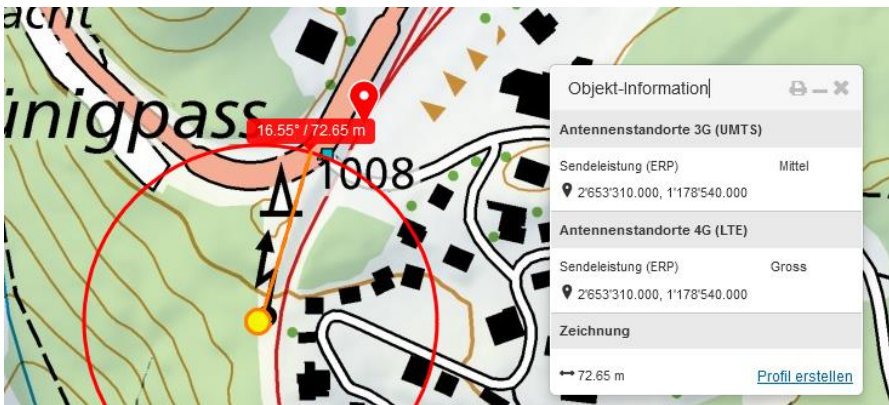 acht
ünigpass
16.55° / 72.65 m
1008
Objekt-Information
Antennenstandorte 3G (UMTS)
Sendeleistung (ERP) Mittel
2'653'310.000, 1'178'540.000
Antennenstandorte 4G (LTE)
Sendeleistung (ERP) Gross
2'653'310.000, 1'178'540.000
Zeichnung
72.65 m Profil erstellen